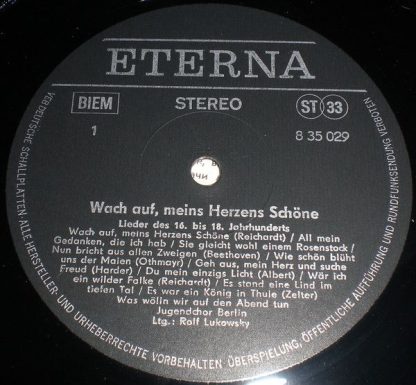 ETERNA
BIEM
STEREO
ST 33
1
8 35 029
Wach auf, meins Herzens Schöne
Lieder des 16. bis 18. Jahrhunderts
Wach auf, meins Herzens Schöne (Reichardt) / All mein
Gedanken, die ich hab / Sie gleicht wohl einem Rosenstock /
Nun bricht aus allen Zweigen (Beethoven) / Wie schön blüht
uns der Maien (Othmayr) / Geh aus, mein Herz und suche
Freud (Harder) / Du mein einzigs Licht (Albert) / Wär ich
ein wilder Falke (Reichardt) / Es stand eine Lind im
tiefen Tal / Es war ein König in Thule (Zelter)
Was wölln wir auf den Abend tun
Jugendchor Berlin
Ltg.: Rolf Lukowsky
VEB DEUTSCHE SCHALLPLATTEN ALLE HERSTELLER- UND URHEBERRECHTE VORBEHALTEN ÜBERSPIELUNG, ÖFFENTLICHE AUFFÜHRUNG UND RUNDFUNKSENDUNG VERBOTEN